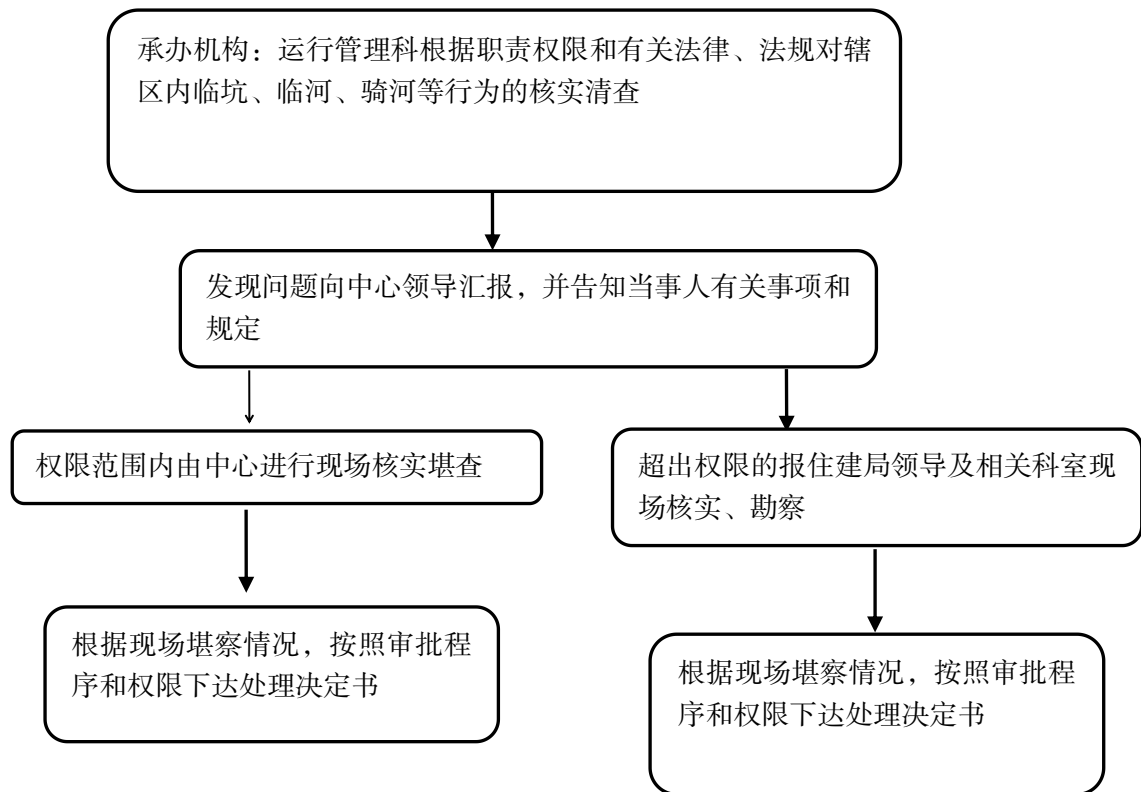 承办机构：运行管理科根据职责权限和有关法律、法规对辖
区内临坑、临河、骑河等行为的核实清查
发现问题向中心领导汇报，并告知当事人有关事项和
规定
权限范围内由中心进行现场核实堪查
超出权限的报住建局领导及相关科室现
场核实、勘察
根据现场堪察情况，按照审批程
序和权限下达处理决定书
根据现场堪察情况，按照审批程
序和权限下达处理决定书